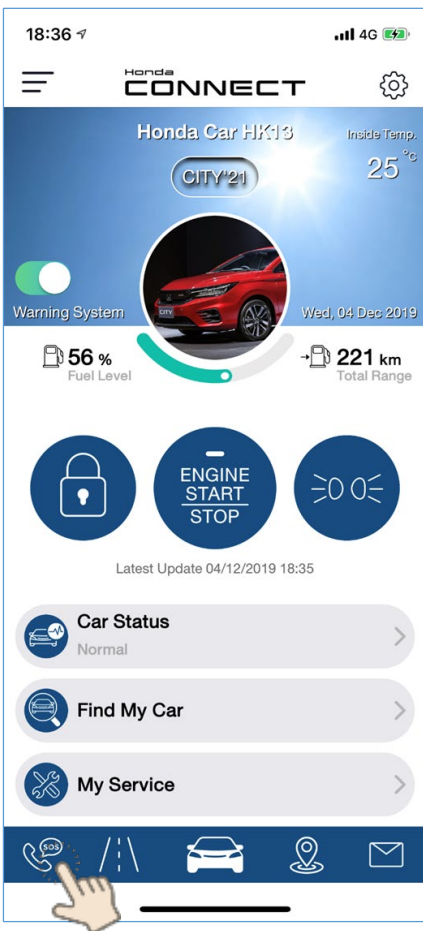 18:36
4G
Honda
CONNECT
Honda Car HK13
Inside Temp.
CITY'21
25 °C
CITY
Warning System
Wed, 04 Dec 2019
56 %
Fuel Level
221 km
Total Range
ENGINE
START
STOP
Latest Update 04/12/2019 18:35
Car Status
Normal
Find My Car
My Service
SOS